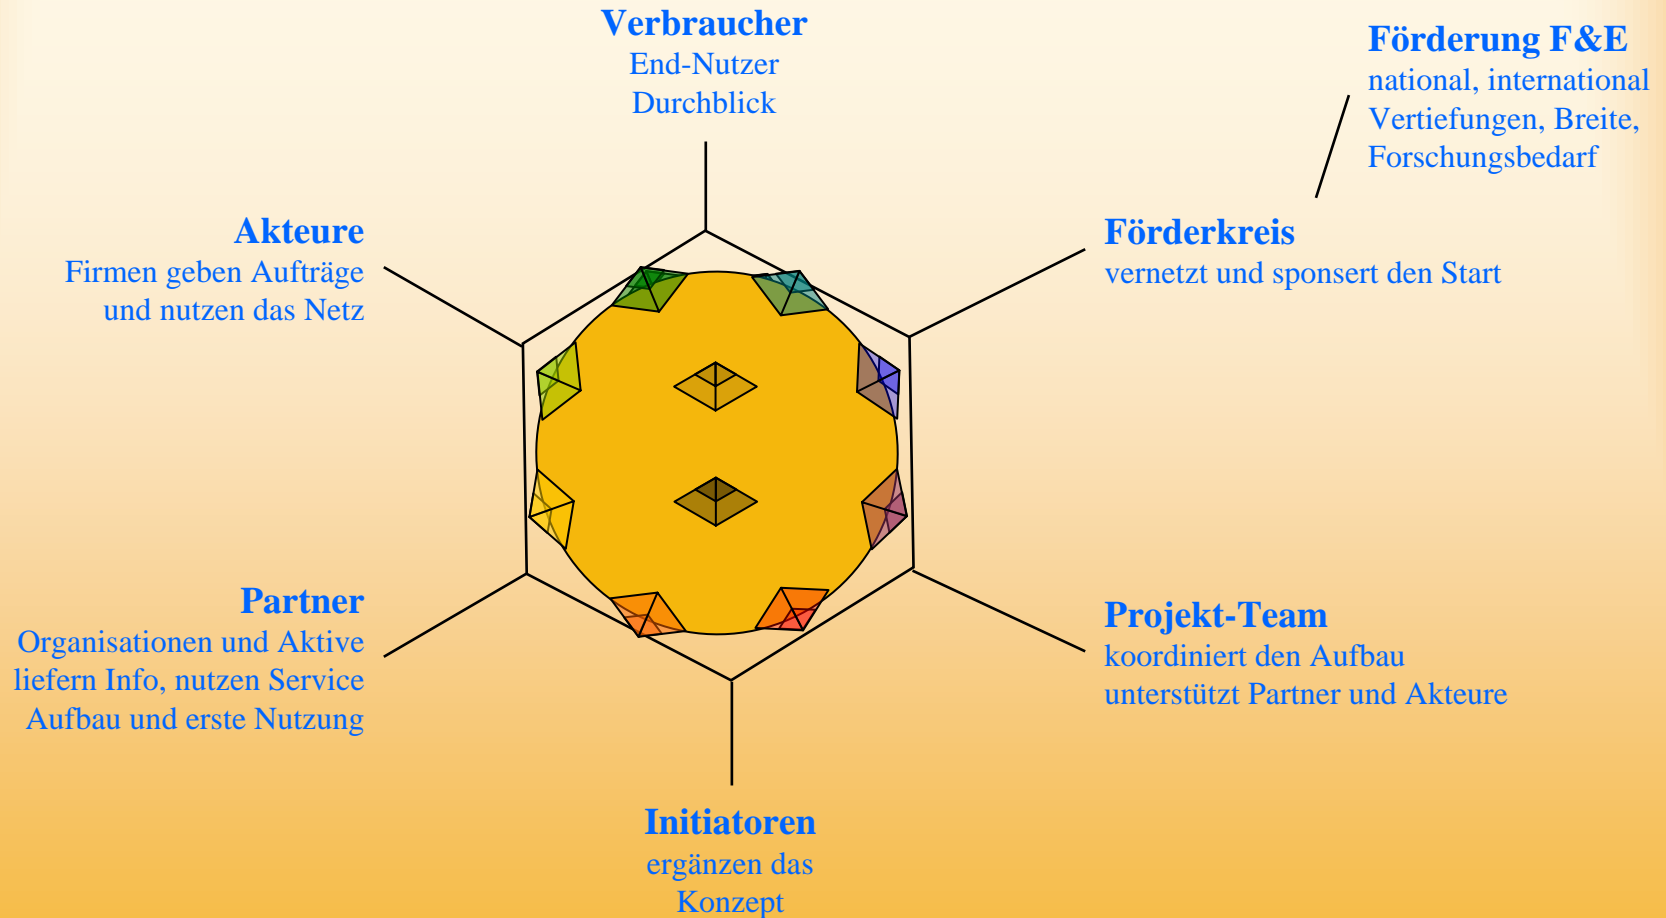 Verbraucher
End-Nutzer
Durchblick
Förderung F&E
national, international
Vertiefungen, Breite,
Forschungsbedarf
Akteure
Firmen geben Aufträge
und nutzen das Netz
Förderkreis
vernetzt und sponsert den Start
Partner
Organisationen und Aktive
liefern Info, nutzen Service
Aufbau und erste Nutzung
Projekt-Team
koordiniert den Aufbau
unterstützt Partner und Akteure
Initiatoren
ergänzen das
Konzept